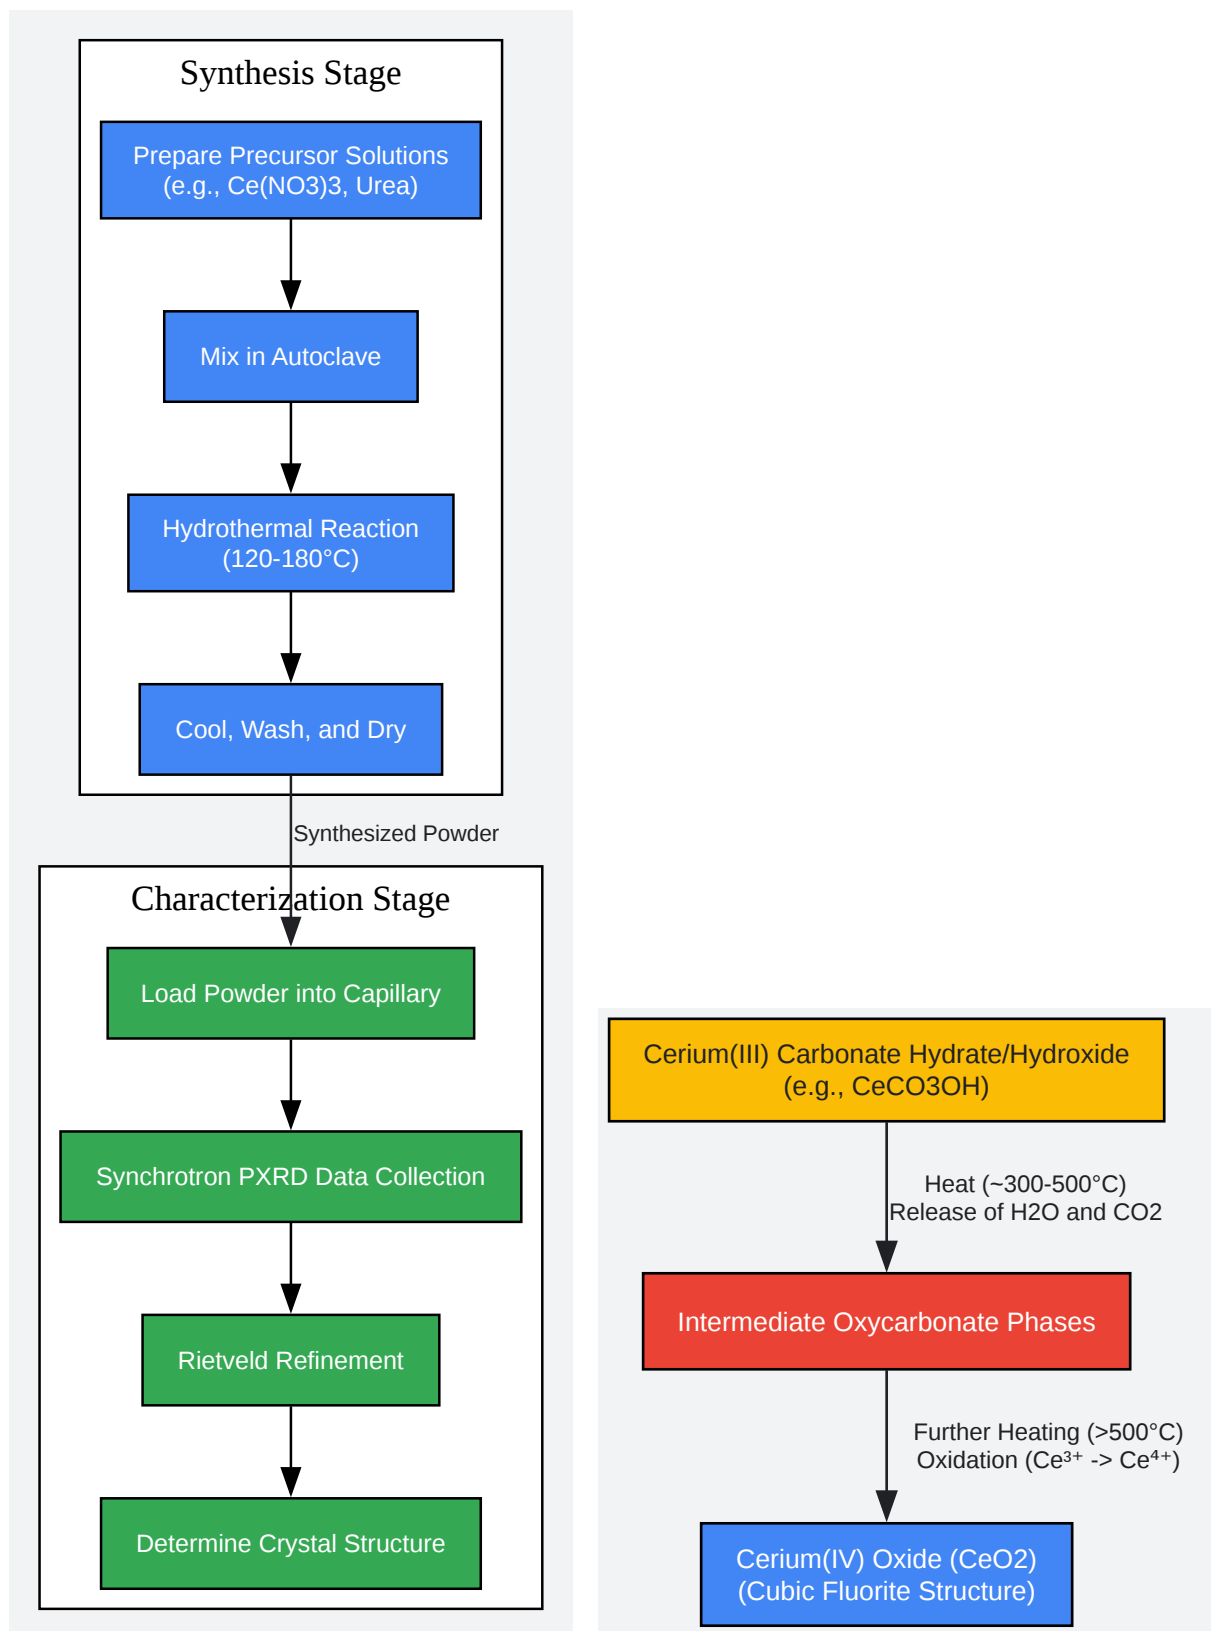 Synthesis Stage
Prepare Precursor Solutions
(e.g., Ce(NO3)3, Urea)
Mix in Autoclave
Hydrothermal Reaction
(120-180°C)
Cool, Wash, and Dry
Synthesized Powder
Characterization Stage
Load Powder into Capillary
Synchrotron PXRD Data Collection
Rietveld Refinement
Determine Crystal Structure
Cerium(III) Carbonate Hydrate/Hydroxide
(e.g., CeCO3OH)
Heat (~300-500°C)
Release of H2O and CO2
Intermediate Oxycarbonate Phases
Further Heating (>500°C)
Oxidation (Ce³⁺ -> Ce⁴⁺)
Cerium(IV) Oxide (CeO2)
(Cubic Fluorite Structure)